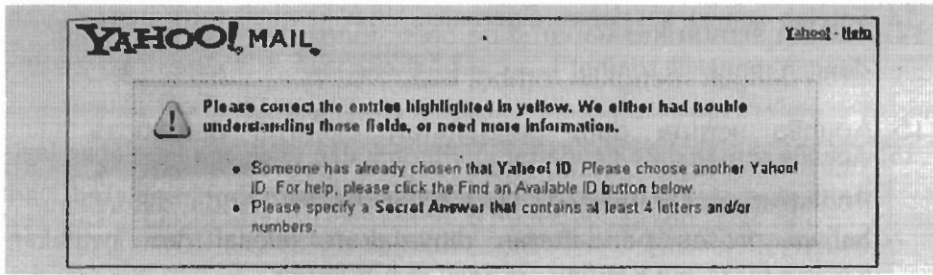 YAHOO! MAIL
Yahoo! - Help
Please correct the entries highlighted in yellow. We either had trouble
understanding these fields, or need more information.
• Someone has already chosen that Yahoo! ID. Please choose another Yahoo!
ID. For help, please click the Find an Available ID button below.
• Please specify a Secret Answer that contains at least 4 letters and/or
numbers.